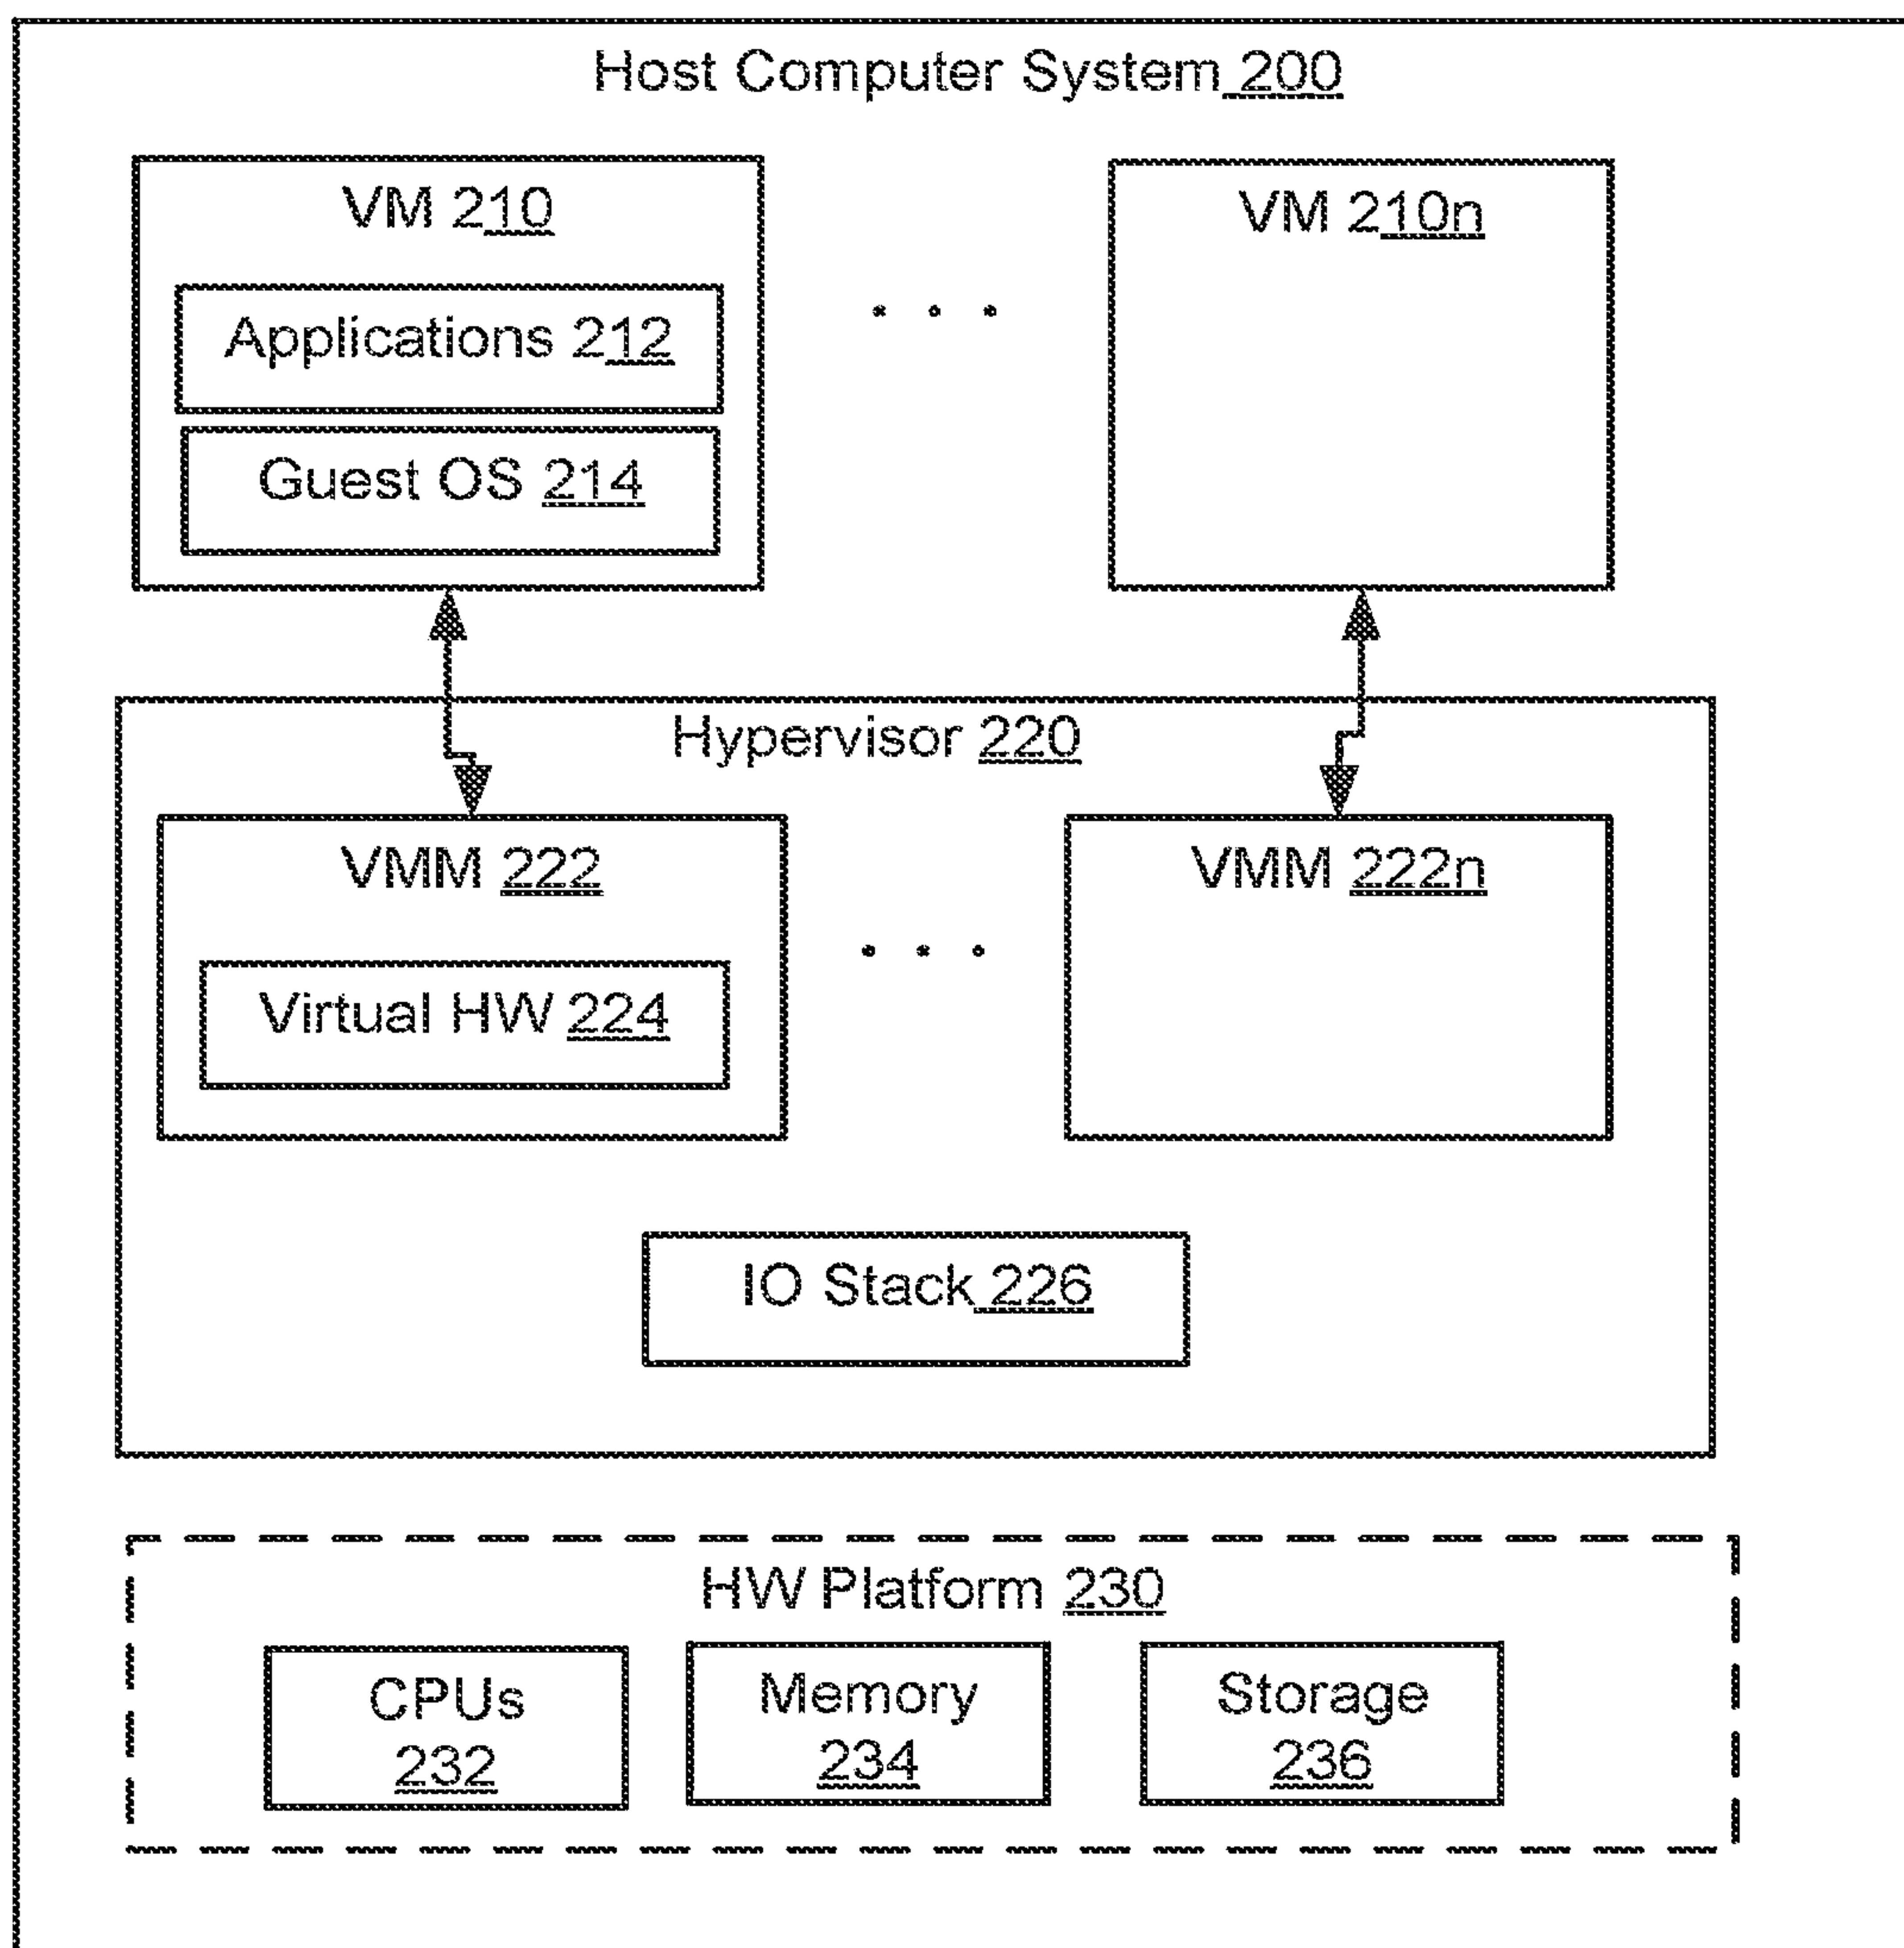 Host Computer System 200
VM 210
VM 210n
Applications 212
. . .
Guest OS 214
Hypervisor 220
VMM 222
VMM 222n
. . .
Virtual HW 224
IO Stack 226
HW Platform 230
CPUs
232
Memory
234
Storage
236